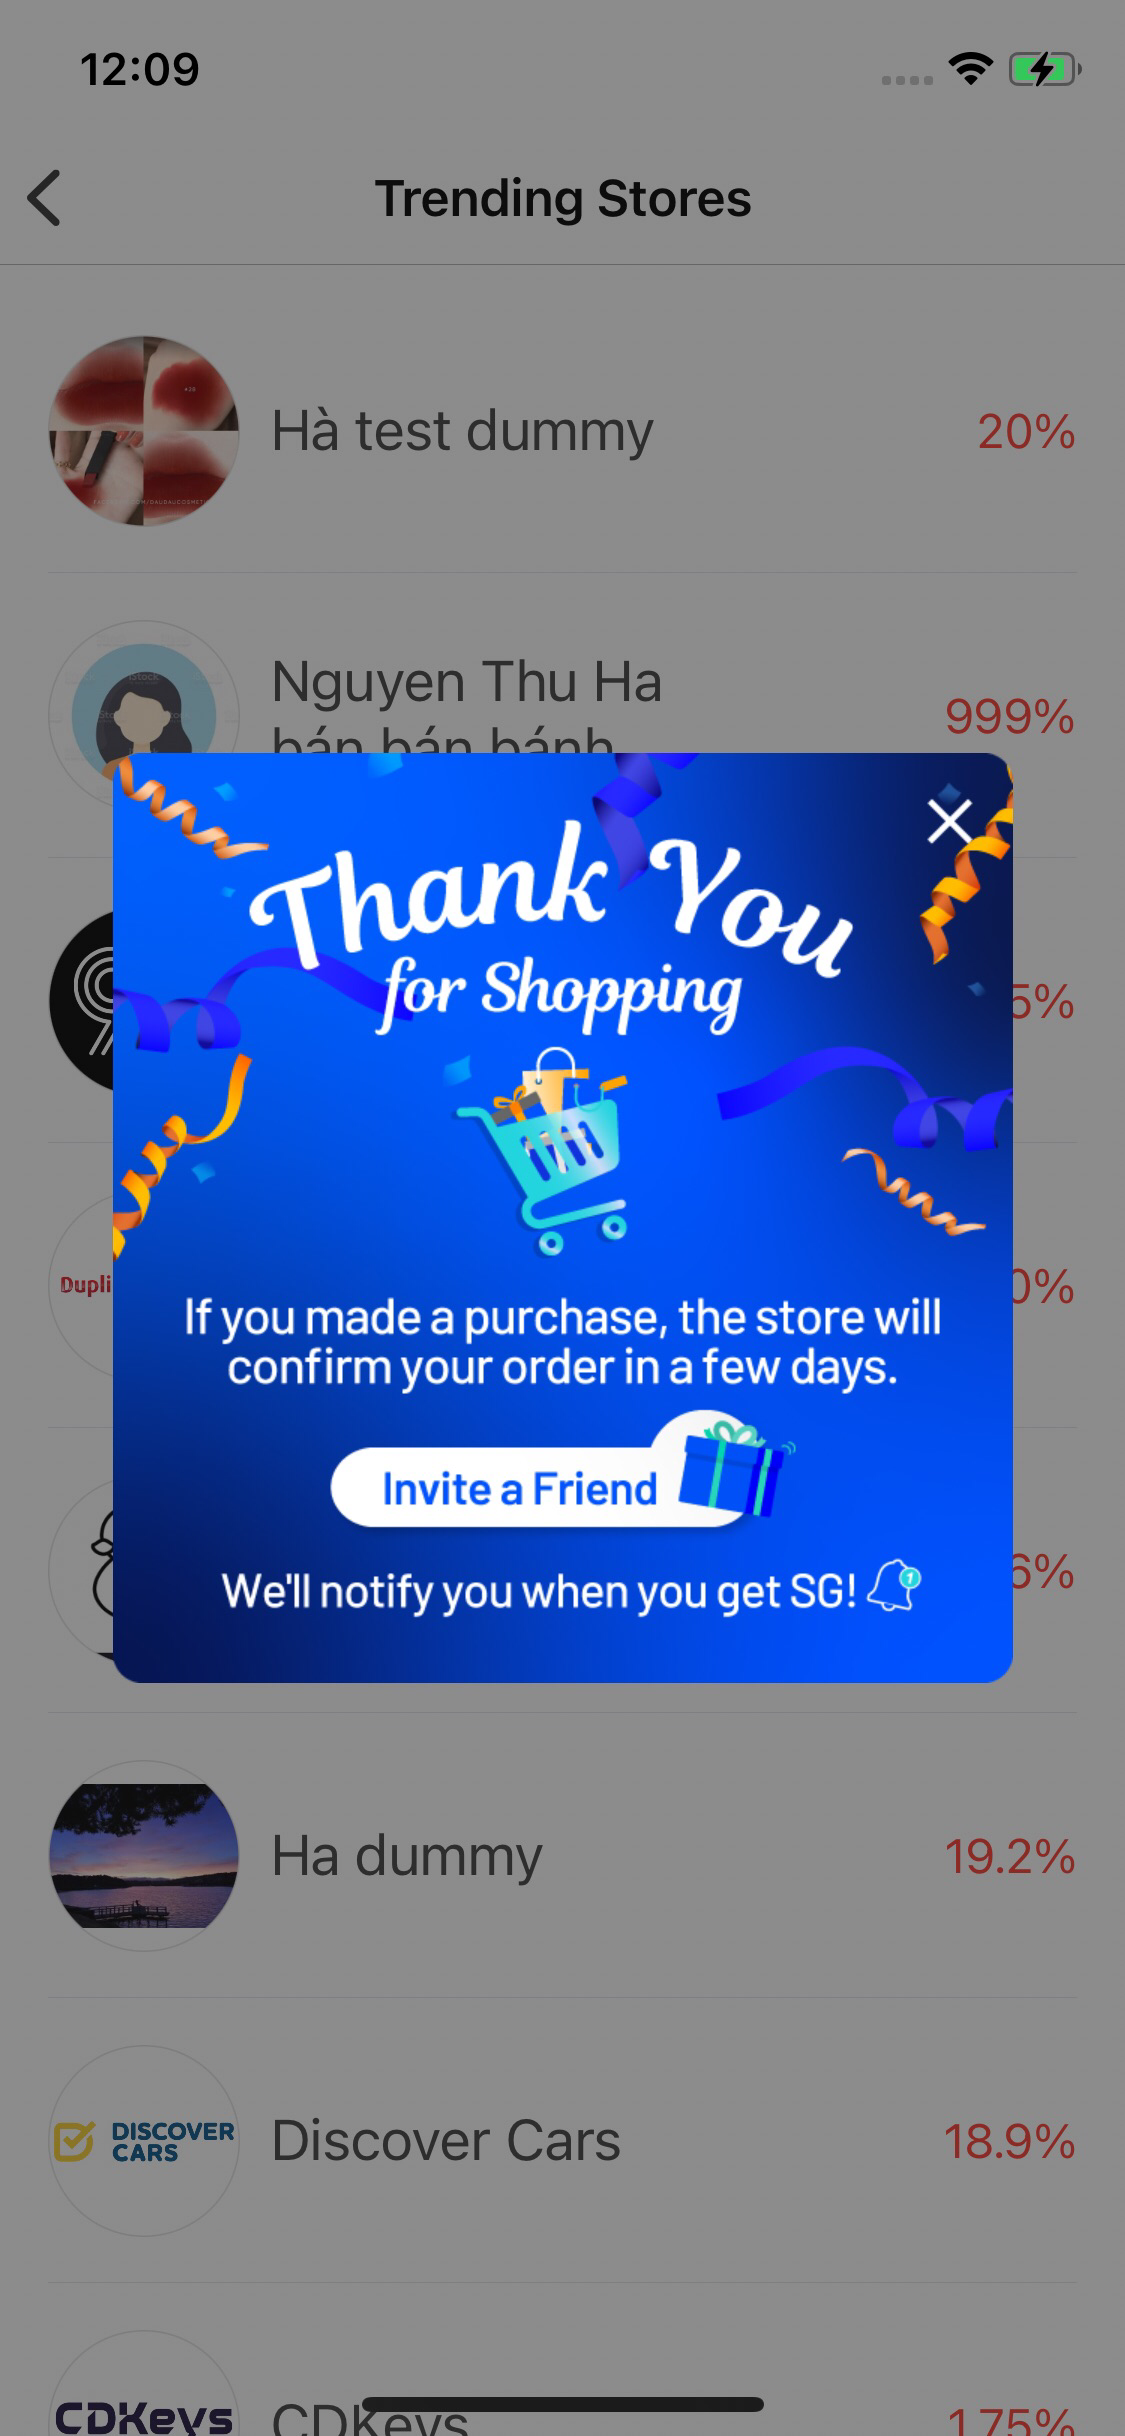 12:09
Trending Stores
Hà test dummy
20%
Nguyen Thu Ha
bán bán bánh
999%
Thank You
for Shopping
5%
Dupli
0%
If you made a purchase, the store will
confirm your order in a few days.
Invite a Friend
6%
We'll notify you when you get SG!
1
Ha dummy
19.2%
DISCOVER
CARS
Discover Cars
18.9%
CDKeys
CDKeys
175%